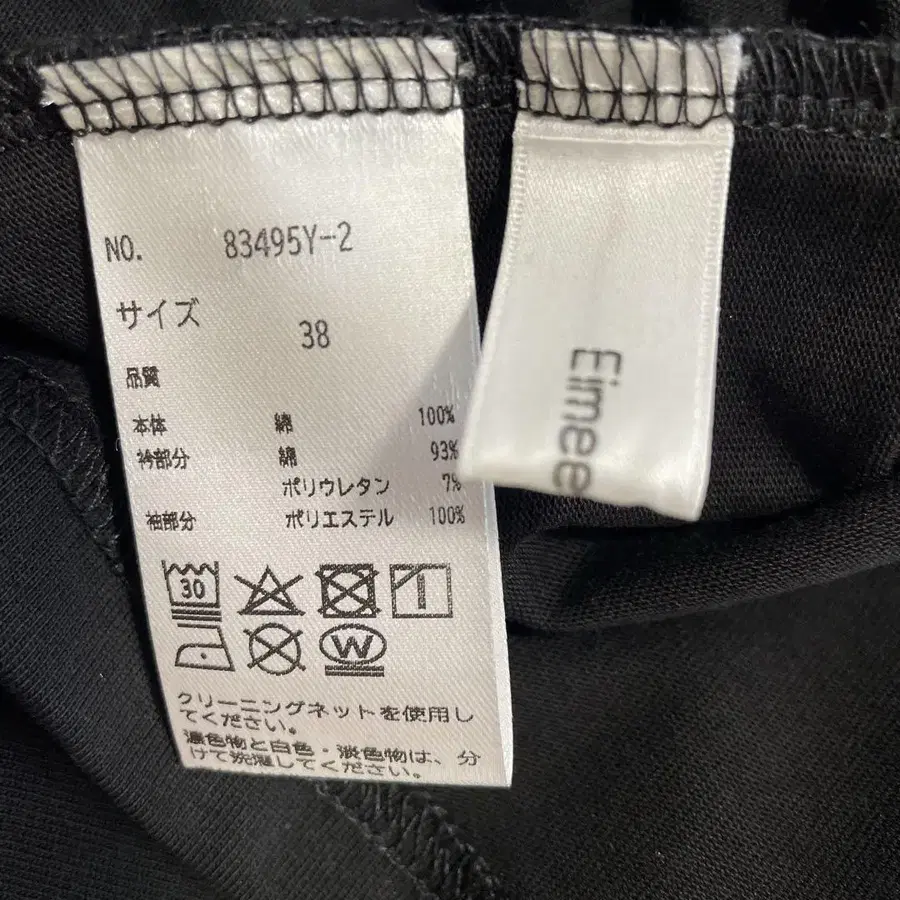 NO. 83495Y-2
サイズ 38
品質
本体 綿 100%
衿部分 綿 93%
ポリウレタン 7%
袖部分 ポリエステル 100%
30
W
クリーニングネットを使用し
てください。
濃色物と白色・淡色物は、分
けて洗濯してください。
Eimee